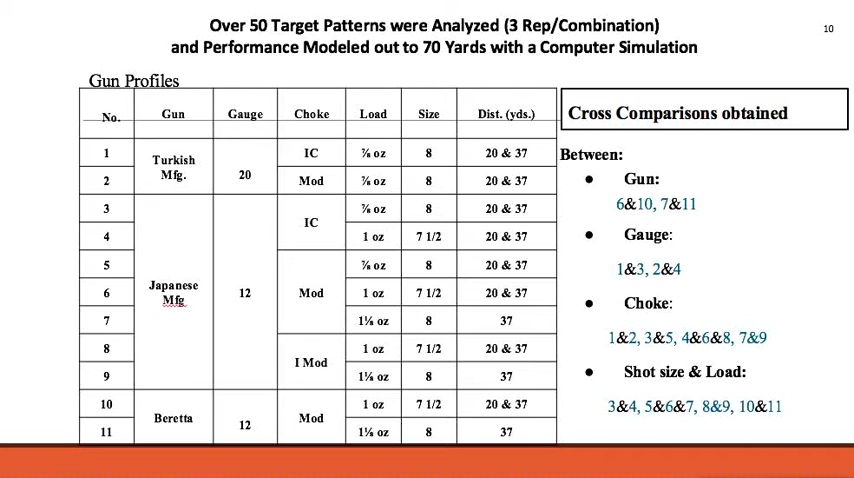 Over 50 Target Patterns were Analyzed (3 Rep/Combination)
and Performance Modeled out to 70 Yards with a Computer Simulation
10
Gun Profiles
No. Gun Gauge Choke Load Size Dist. (yds.)
1 Turkish Mfg. 20 IC ⅞ oz 8 20 & 37
2 Mod ⅞ oz 8 20 & 37
3 Japanese Mfg 12 IC ⅞ oz 8 20 & 37
4 1 oz 7 1/2 20 & 37
5 Mod ⅞ oz 8 20 & 37
6 1 oz 7 1/2 20 & 37
7 1⅛ oz 8 37
8 I Mod 1 oz 7 1/2 20 & 37
9 1⅛ oz 8 37
10 Beretta 12 Mod 1 oz 7 1/2 20 & 37
11 1⅛ oz 8 37
Cross Comparisons obtained
Between:
● Gun:
6&10, 7&11
● Gauge:
1&3, 2&4
● Choke:
1&2, 3&5, 4&6&8, 7&9
● Shot size & Load:
3&4, 5&6&7, 8&9, 10&11